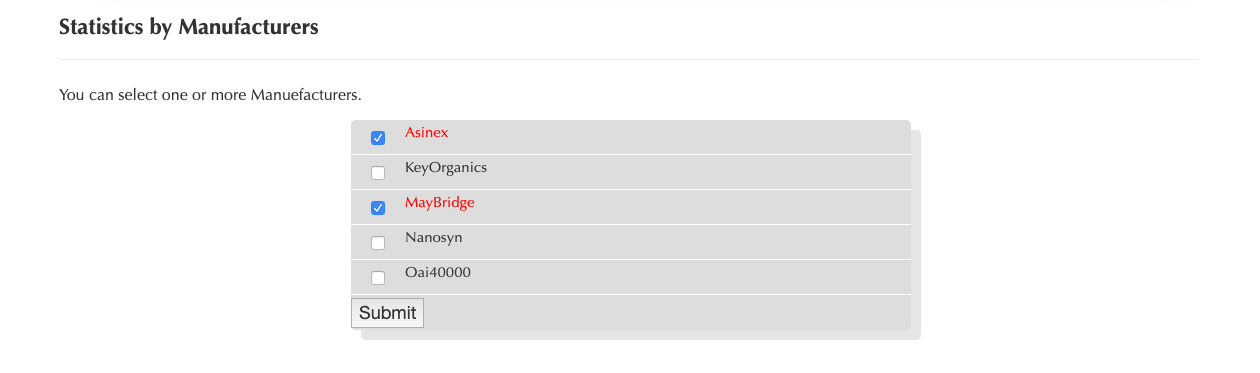 Statistics by Manufacturers
You can select one or more Manuefacturers.
Asinex
KeyOrganics
MayBridge
Nanosyn
Oai40000
Submit